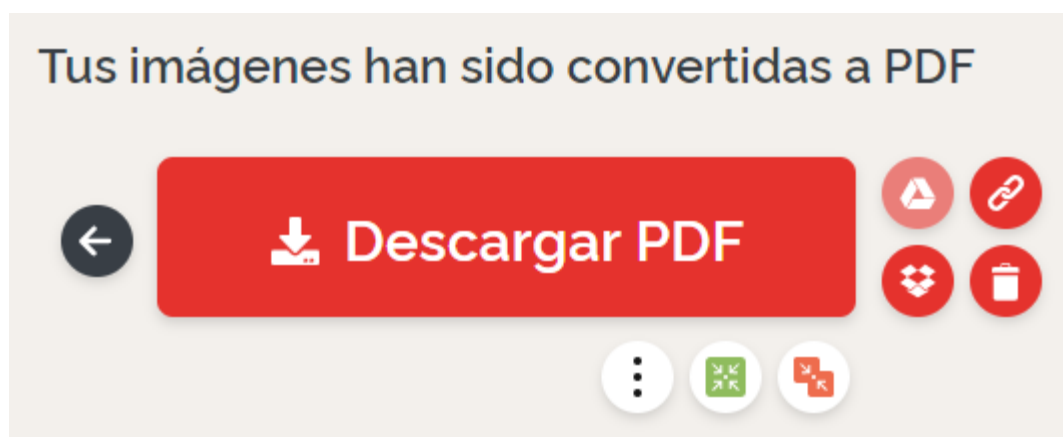 Tus imágenes han sido convertidas a PDF
Descargar PDF